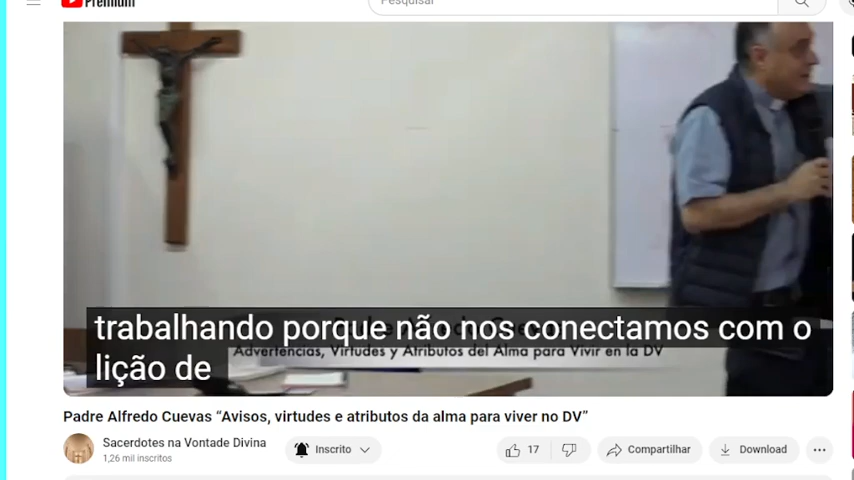 Premium
Pesquisar
trabalhando porque não nos conectamos com o
lição de
Advertencias, Virtudes y Atributos del Alma para Vivir en la DV
Padre Alfredo Cuevas “Avisos, virtudes e atributos da alma para viver no DV”
Sacerdotes na Vontade Divina
1,26 mil inscritos
Inscrito
17
Compartilhar
Download